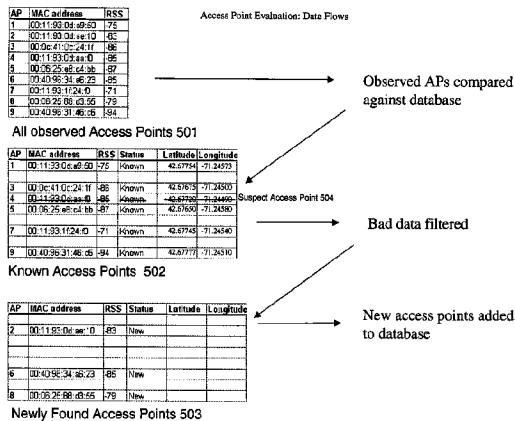 Access Point Evaluation: Data Flows
AP MAC address RSS
1 00:11:93:0d:a9:50 -75
2 00:11:93:0d:ae:10 -83
3 00:0c:41:0c:24:1f -86
4 00:11:93:0d:aa:f0 -85
5 00:06:25:e8:c4:bb -87
6 00:40:96:34:a6:23 -85
7 00:11:93:1f:24:f0 -71
8 00:06:25:88:d3:55 -79
9 00:40:96:31:46:c6 -94
All observed Access Points 501
Observed APs compared
against database
AP MAC address RSS Status Latitude Longitude
1 00:11:93:0d:a9:50 -75 Known 42.67754 -71.24573
3 00:0c:41:0c:24:1f -86 Known 42.67675 -71.24500
4 00:11:93:0d:aa:f0 -85 Known
Suspect Access Point 504
5 00:06:25:e8:c4:bb -87 Known 42.67650 -71.24580
7 00:11:93:1f:24:f0 -71 Known 42.67745 -71.24540
9 00:40:96:31:46:c6 -94 Known 42.67777 -71.24510
Known Access Points 502
Bad data filtered
AP MAC address RSS Status Latitude Longitude
2 00:11:93:0d:ae:10 -83 New
6 00:40:96:34:a6:23 -85 New
8 00:06:25:88:d3:55 -79 New
Newly Found Access Points 503
New access points added
to database